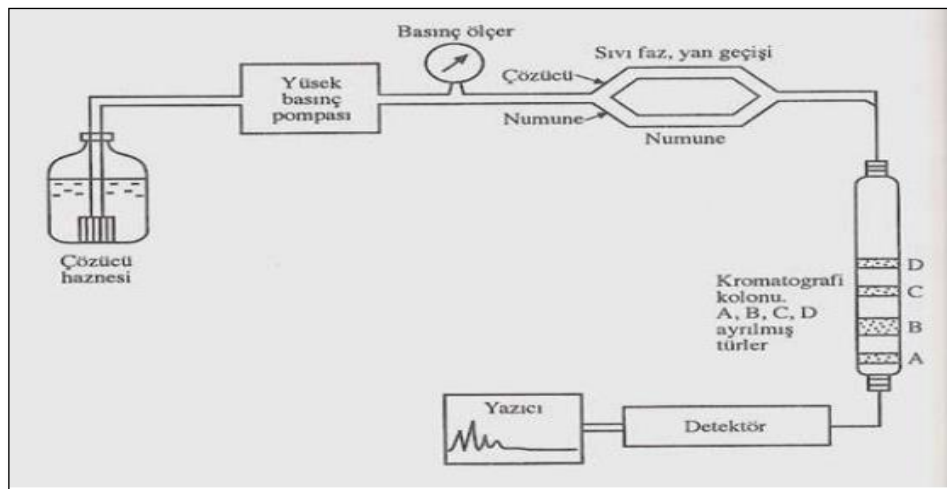 Basınç ölçer
Yüsek
basınç
pompası
Sıvı faz, yan geçişi
Çözücü
Numune
Numune
Çözücü
haznesi
D
C
B
A
Kromatografi
kolonu.
A, B, C, D
ayrılmış
türler
Yazıcı
Detektör